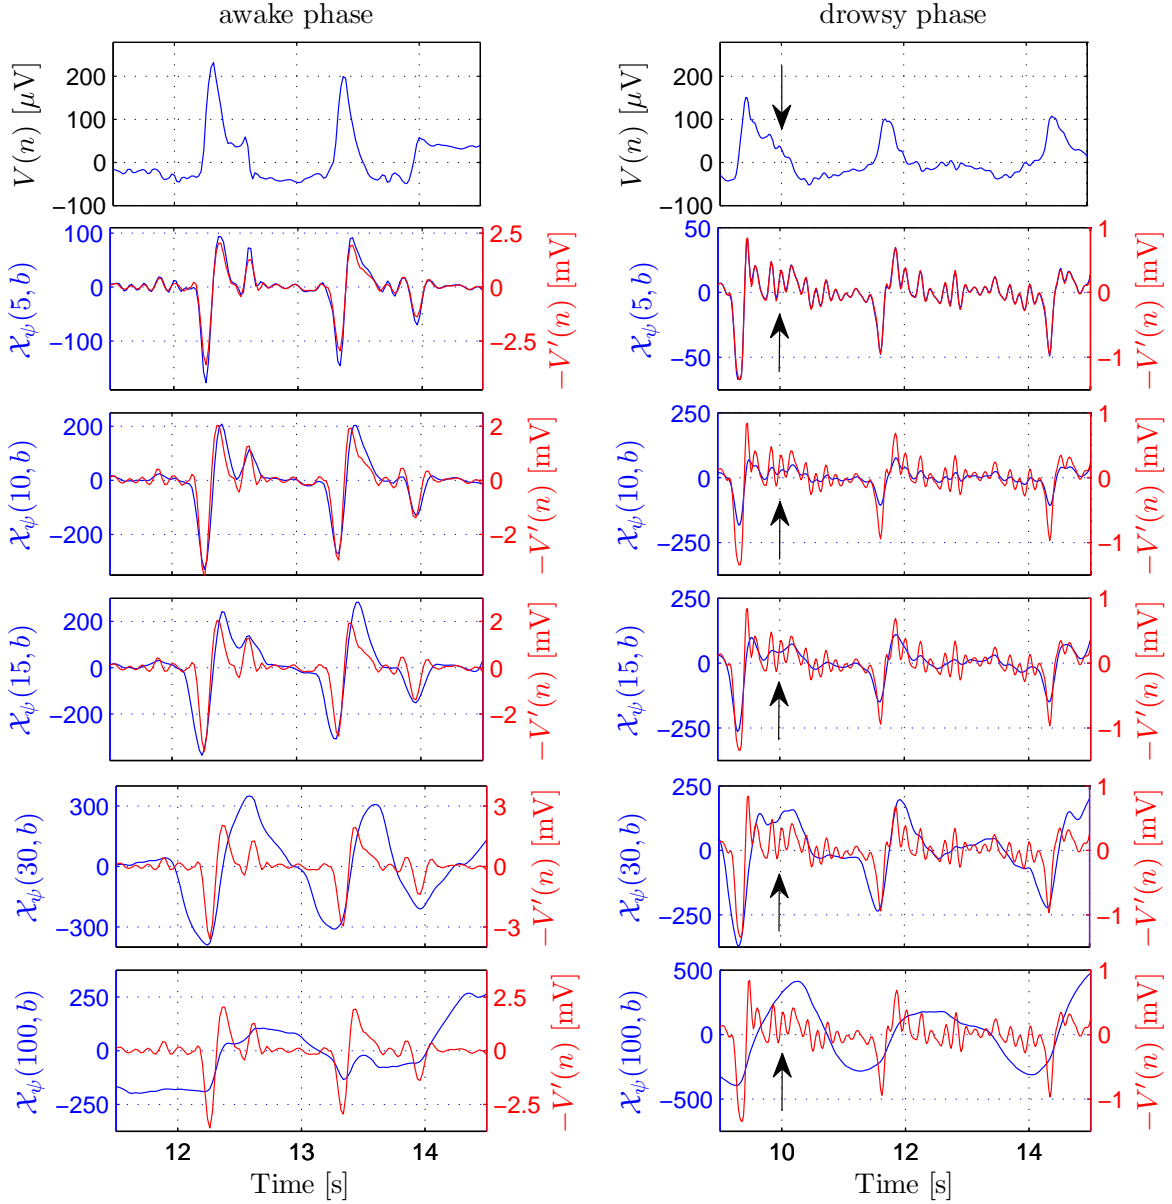 awake phase
drowsy phase
V(n) [μV]
200
100
0
−100
V(n) [μV]
200
100
0
−100
𝒳ψ(5, b)
100
0
−100
2.5
0
−2.5
−V′(n) [mV]
𝒳ψ(5, b)
50
0
−50
1
0
−1
−V′(n) [mV]
𝒳ψ(10, b)
200
0
−200
2
0
−2
−V′(n) [mV]
𝒳ψ(10, b)
250
0
−250
1
0
−1
−V′(n) [mV]
𝒳ψ(15, b)
200
0
−200
2
0
−2
−V′(n) [mV]
𝒳ψ(15, b)
250
0
−250
1
0
−1
−V′(n) [mV]
𝒳ψ(30, b)
300
0
−300
4
0
−4
−V′(n) [mV]
𝒳ψ(30, b)
250
0
−250
1
0
−1
−V′(n) [mV]
𝒳ψ(100, b)
250
0
−250
2.5
0
−2.5
−V′(n) [mV]
𝒳ψ(100, b)
500
0
−500
1
0
−1
−V′(n) [mV]
12 13 14
10 12 14
Time [s]
Time [s]